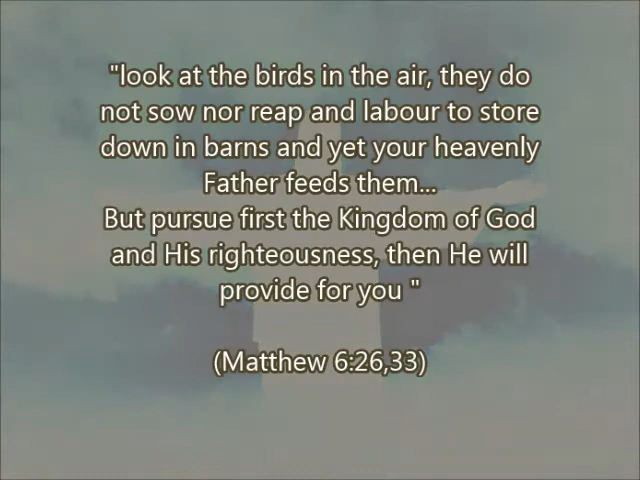 "look at the birds in the air, they do
not sow nor reap and labour to store
down in barns and yet your heavenly
Father feeds them...
But pursue first the Kingdom of God
and His righteousness, then He will
provide for you "
(Matthew 6:26,33)